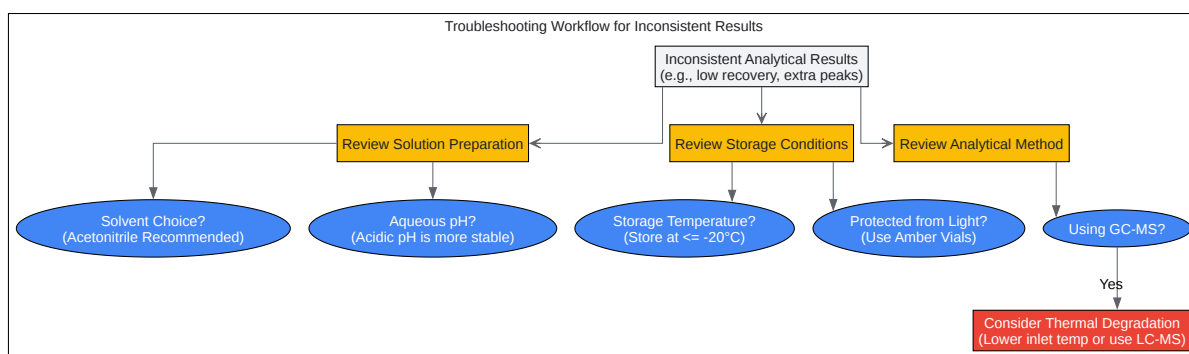 Troubleshooting Workflow for Inconsistent Results
Inconsistent Analytical Results
(e.g., low recovery, extra peaks)
Review Solution Preparation
Review Storage Conditions
Review Analytical Method
Solvent Choice?
(Acetonitrile Recommended)
Aqueous pH?
(Acidic pH is more stable)
Storage Temperature?
(Store at <= -20°C)
Protected from Light?
(Use Amber Vials)
Using GC-MS?
Yes
Consider Thermal Degradation
(Lower inlet temp or use LC-MS)